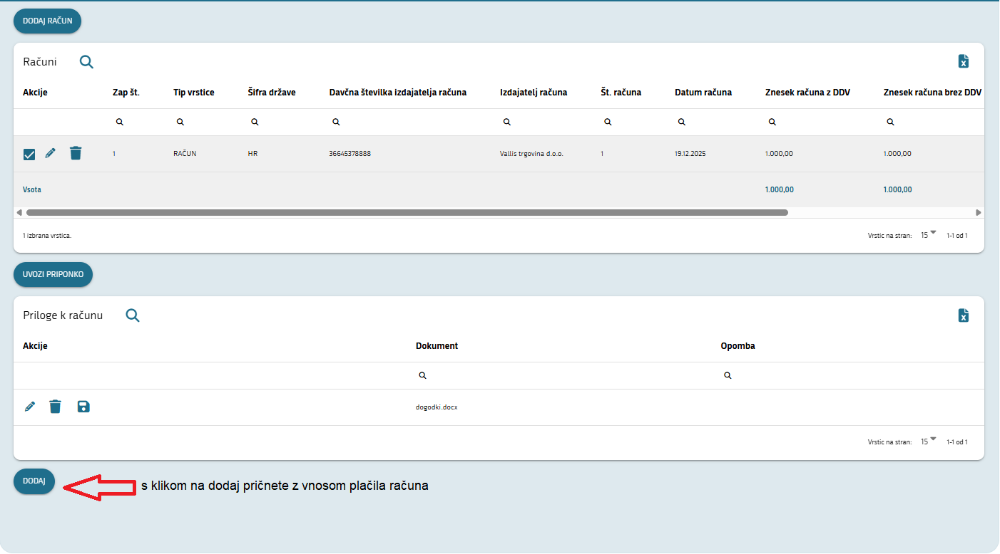 DODAJ RAČUN
Računi
Akcije Zap št. Tip vrstice Šifra države Davčna številka izdajatelja računa Izdajatelj računa Št. računa Datum računa Znesek računa z DDV Znesek računa brez DDV
1 RAČUN HR 36645378888 Vallis trgovina d.o.o. 1 19.12.2025 1.000,00 1.000,00
Vsota 1.000,00 1.000,00
1 izbrana vrstica. Vrstic na stran: 15 1-1 od 1
UVOZI PRIPONKO
Priloge k računu
Akcije Dokument Opomba
dogodki.docx
Vrstic na stran: 15 1-1 od 1
DODAJ
s klikom na dodaj pričnete z vnosom plačila računa